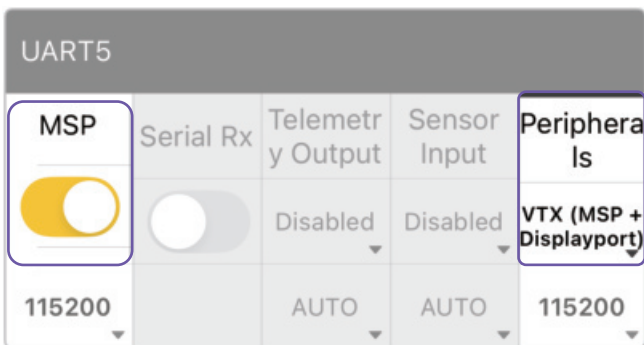 UART5
MSP
Serial Rx
Telemetr
y Output
Sensor
Input
Periphera
ls
Disabled
Disabled
VTX (MSP +
Displayport)
115200
AUTO
AUTO
115200